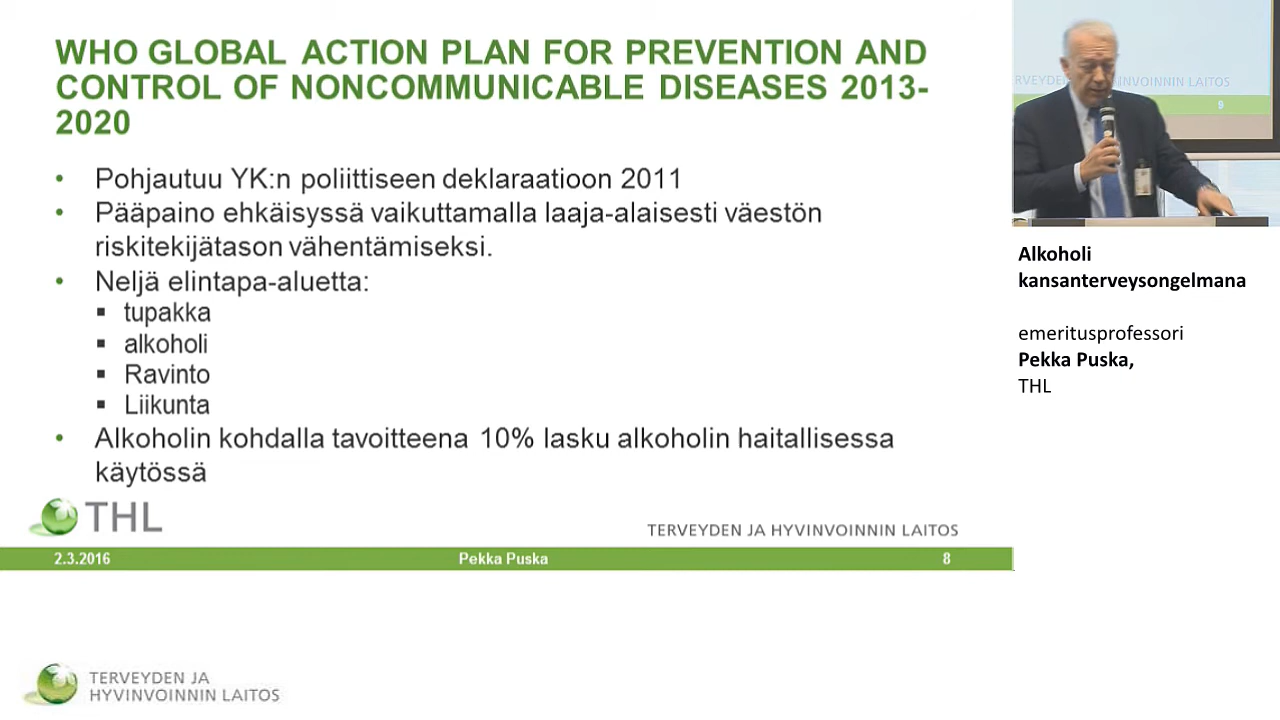 WHO GLOBAL ACTION PLAN FOR PREVENTION AND
CONTROL OF NONCOMMUNICABLE DISEASES 2013-
2020
• Pohjautuu YK:n poliittiseen deklaraatioon 2011
• Pääpaino ehkäisyssä vaikuttamalla laaja-alaisesti väestön
riskitekijätason vähentämiseksi.
• Neljä elintapa-aluetta:
▪ tupakka
▪ alkoholi
▪ Ravinto
▪ Liikunta
• Alkoholin kohdalla tavoitteena 10% lasku alkoholin haitallisessa
käytössä
THL
TERVEYDEN JA HYVINVOINNIN LAITOS
2.3.2016 Pekka Puska 8
LAITOS
9
Alkoholi
kansanterveysongelmana
emeritusprofessori
Pekka Puska,
THL
TERVEYDEN JA
HYVINVOINNIN LAITOS